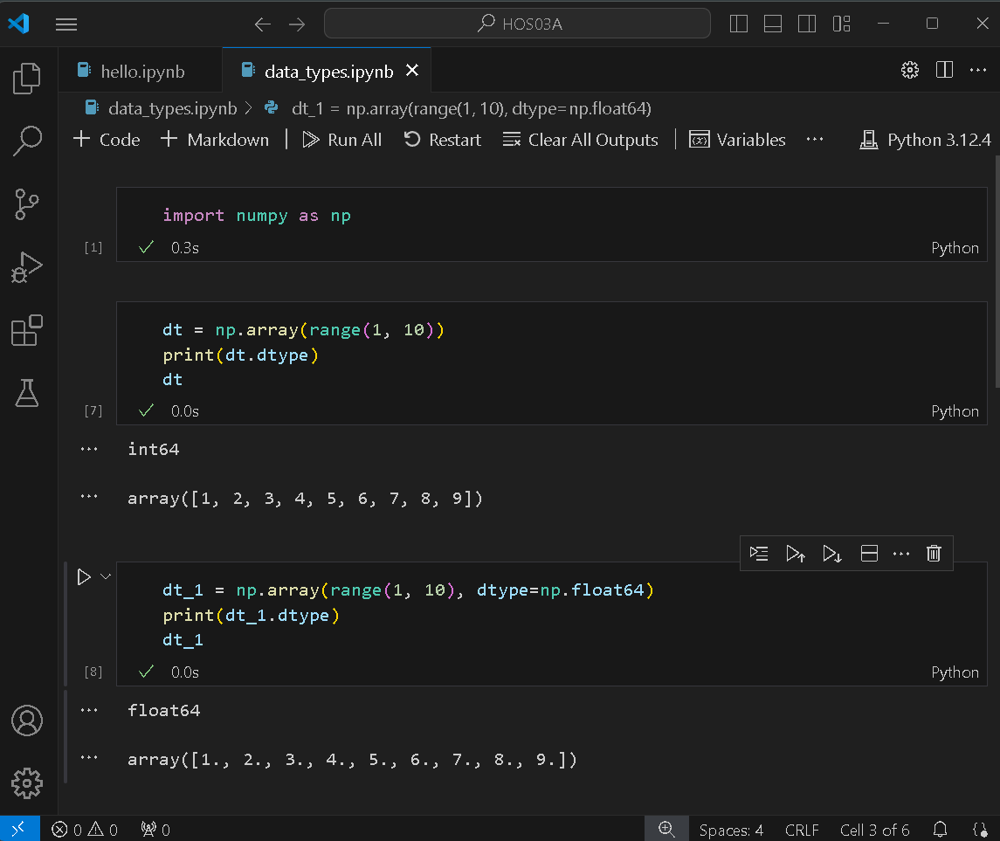 HOS03A
hello.ipynb
data_types.ipynb
data_types.ipynb > dt_1 = np.array(range(1, 10), dtype=np.float64)
+ Code + Markdown | Run All Restart Clear All Outputs | Variables ··· Python 3.12.4
import numpy as np
[1] ✓ 0.3s Python
dt = np.array(range(1, 10))
print(dt.dtype)
dt
[7] ✓ 0.0s Python
··· int64
··· array([1, 2, 3, 4, 5, 6, 7, 8, 9])
dt_1 = np.array(range(1, 10), dtype=np.float64)
print(dt_1.dtype)
dt_1
[8] ✓ 0.0s Python
··· float64
··· array([1., 2., 3., 4., 5., 6., 7., 8., 9.])
0 0 0 Spaces: 4 CRLF Cell 3 of 6